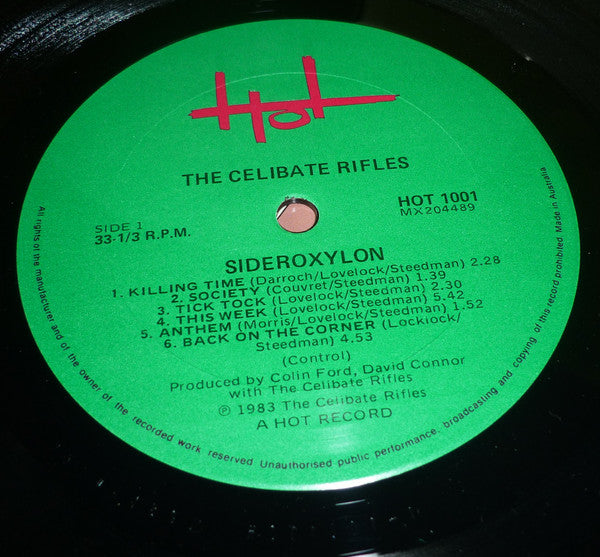 Hot
THE CELIBATE RIFLES
SIDE 1
33-1/3 R.P.M.
HOT 1001
MX204489
SIDEROXYLON
1. KILLING TIME (Darroch/Lovelock/Steedman) 2.28
2. SOCIETY (Couvret/Steedman) 1.39
3. TICK TOCK (Lovelock/Steedman) 2.30
4. THIS WEEK (Lovelock/Steedman) 5.42
5. ANTHEM (Morris/Lovelock/Steedman) 1.52
6. BACK ON THE CORNER (Lockiock/
Steedman) 4.53
(Control)
Produced by Colin Ford, David Connor
with The Celibate Rifles
℗ 1983 The Celibate Rifles
A HOT RECORD
All rights of the manufacturer and of the owner of the recorded work reserved Unauthorised public performance, broadcasting and copying of this record prohibited. Made in Australia